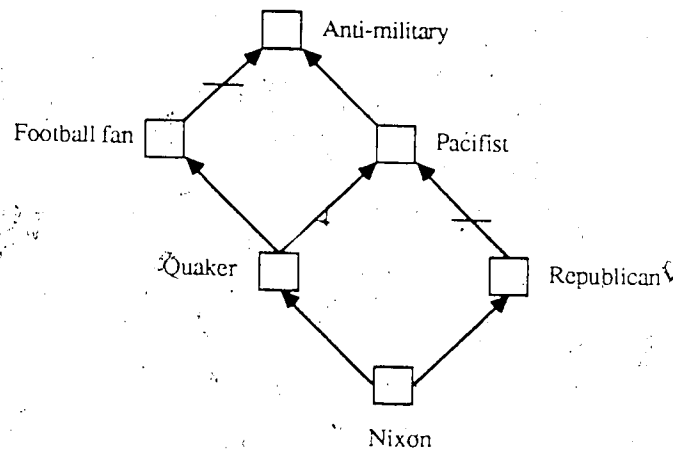 Anti-military
Football fan
Pacifist
Quaker
Republican
Nixon